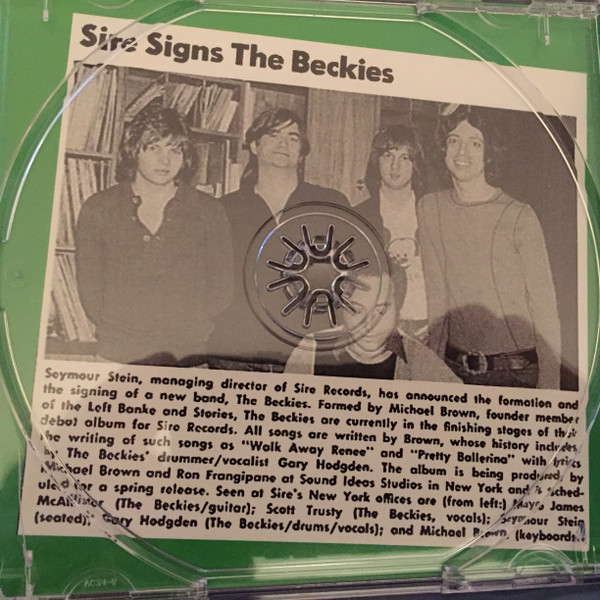 Sire Signs The Beckies
Seymour Stein, managing director of Sire Records, has announced the formation and
the signing of a new band, The Beckies. Formed by Michael Brown, founder member
of the Left Banke and Stories, The Beckies are currently in the finishing stages of their
debut album for Sire Records. All songs are written by Brown, whose history includes
the writing of such songs as "Walk Away Renee" and "Pretty Ballerina" with lyrics
by The Beckies' drummer/vocalist Gary Hodgden. The album is being produced by
Michael Brown and Ron Frangipane at Sound Ideas Studios in New York and is sched-
uled for a spring release. Seen at Sire's New York offices are (from left:) Mayo James
McAllister (The Beckies/guitar); Scott Trusty (The Beckies, vocals); Seymour Stein
(seated); Gary Hodgden (The Beckies/drums/vocals); and Michael Brown, (keyboards).